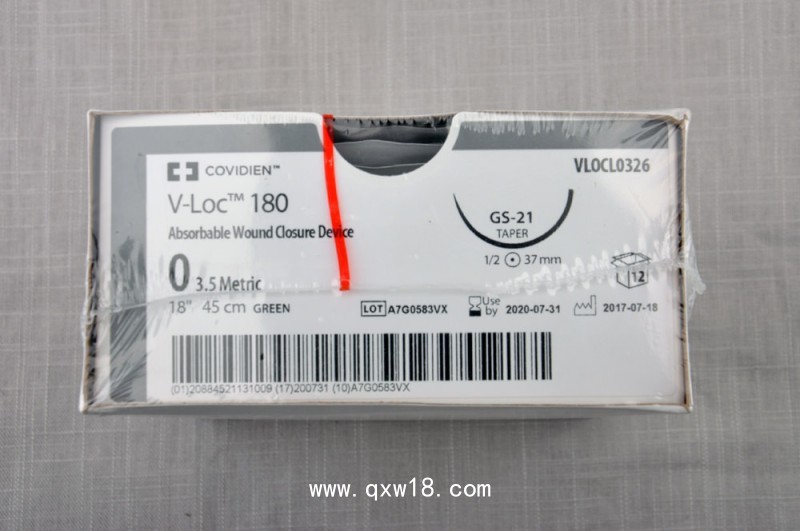 COVIDIEN™
VLOCL0326
V-Loc™ 180
Absorbable Wound Closure Device
GS-21
TAPER
1/2 37 mm
0 3.5 Metric
12
18" 45 cm GREEN
LOT A7G0583VX
Use by 2020-07-31
2017-07-18
(01)20884521131009 (17)200731 (10)A7G0583VX
www.qxw18.com